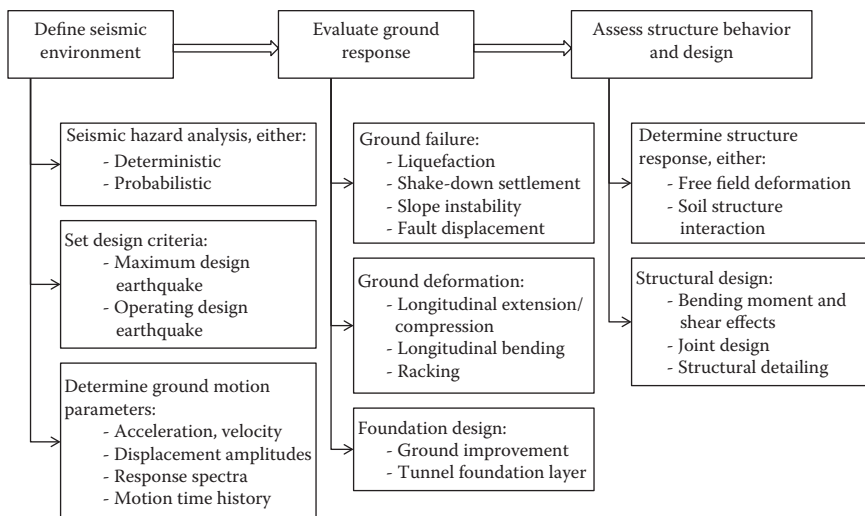 Define seismic
environment
Evaluate ground
response
Assess structure behavior
and design
Seismic hazard analysis, either:
- Deterministic
- Probabilistic
Set design criteria:
- Maximum design
earthquake
- Operating design
earthquake
Determine ground motion
parameters:
- Acceleration, velocity
- Displacement amplitudes
- Response spectra
- Motion time history
Ground failure:
- Liquefaction
- Shake-down settlement
- Slope instability
- Fault displacement
Ground deformation:
- Longitudinal extension/
compression
- Longitudinal bending
- Racking
Foundation design:
- Ground improvement
- Tunnel foundation layer
Determine structure
response, either:
- Free field deformation
- Soil structure
interaction
Structural design:
- Bending moment and
shear effects
- Joint design
- Structural detailing